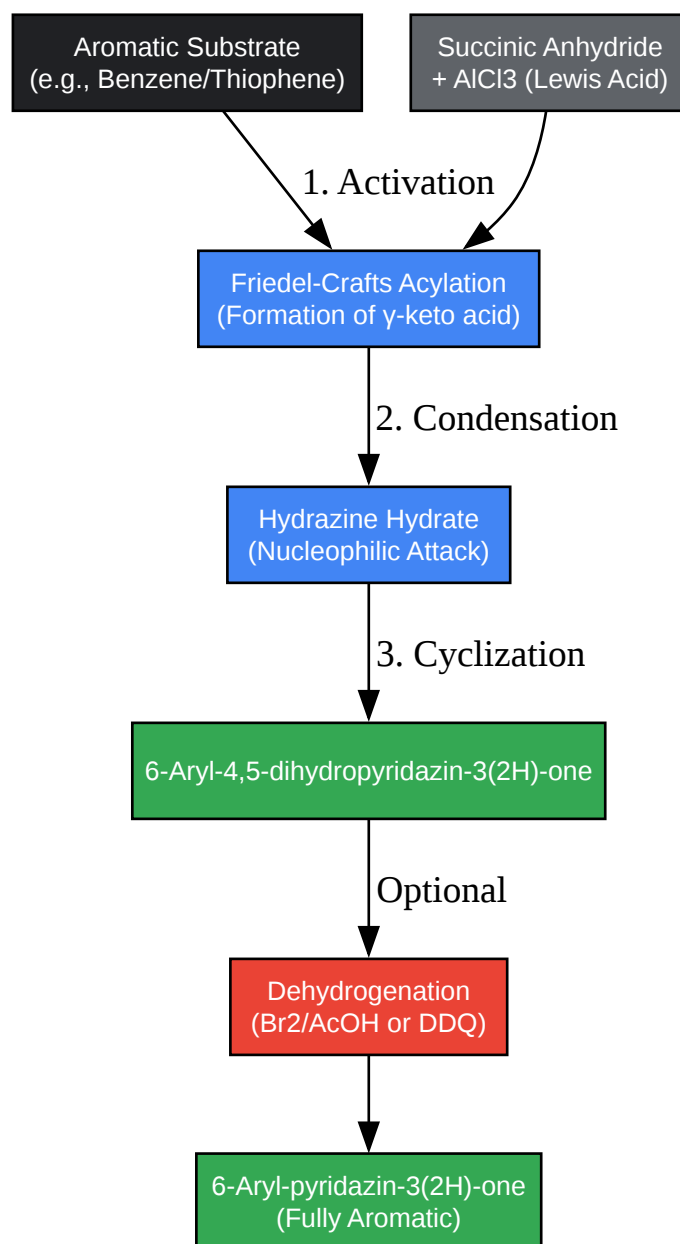 Aromatic Substrate
(e.g., Benzene/Thiophene)
Succinic Anhydride
+ AlCl3 (Lewis Acid)
1. Activation
Friedel-Crafts Acylation
(Formation of γ-keto acid)
2. Condensation
Hydrazine Hydrate
(Nucleophilic Attack)
3. Cyclization
6-Aryl-4,5-dihydropyridazin-3(2H)-one
Optional
Dehydrogenation
(Br2/AcOH or DDQ)
6-Aryl-pyridazin-3(2H)-one
(Fully Aromatic)